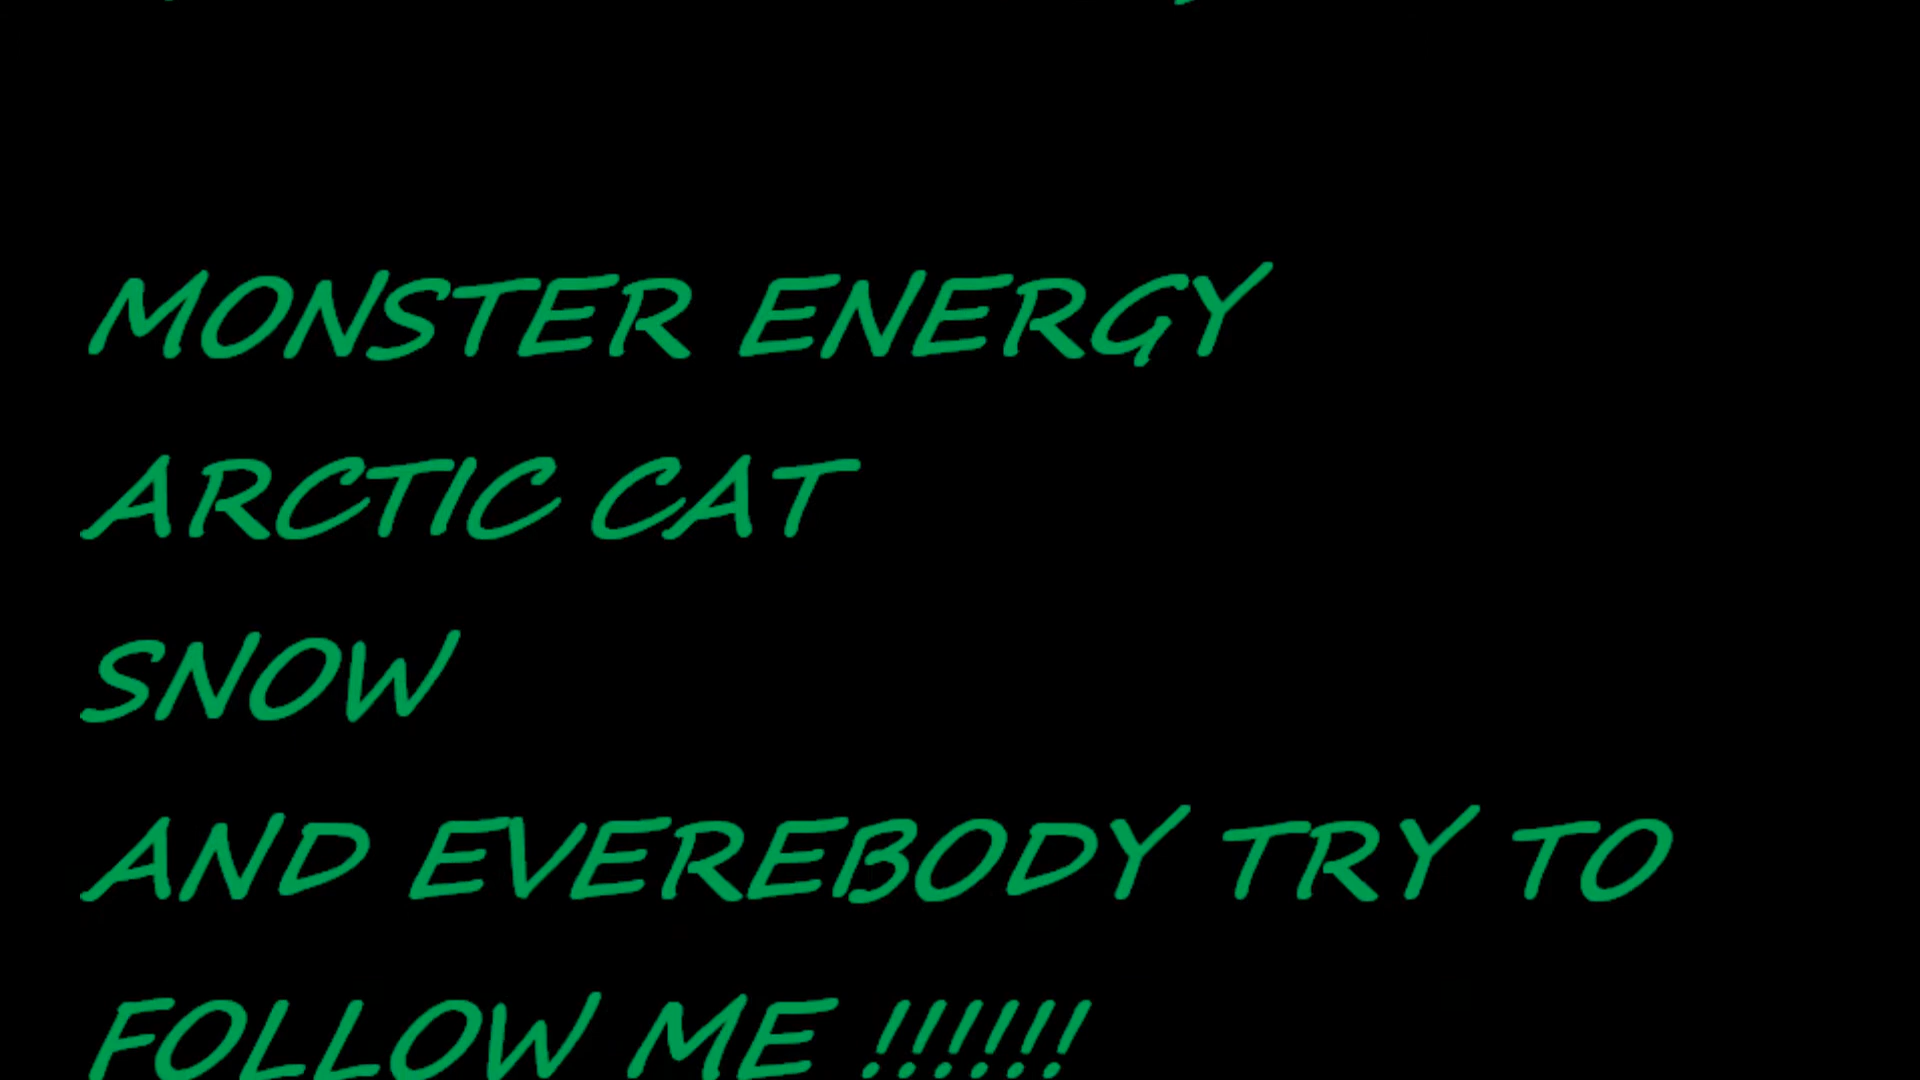 MONSTER ENERGY
ARCTIC CAT
SNOW
AND EVEREBODY TRY TO
FOLLOW ME !!!!!!